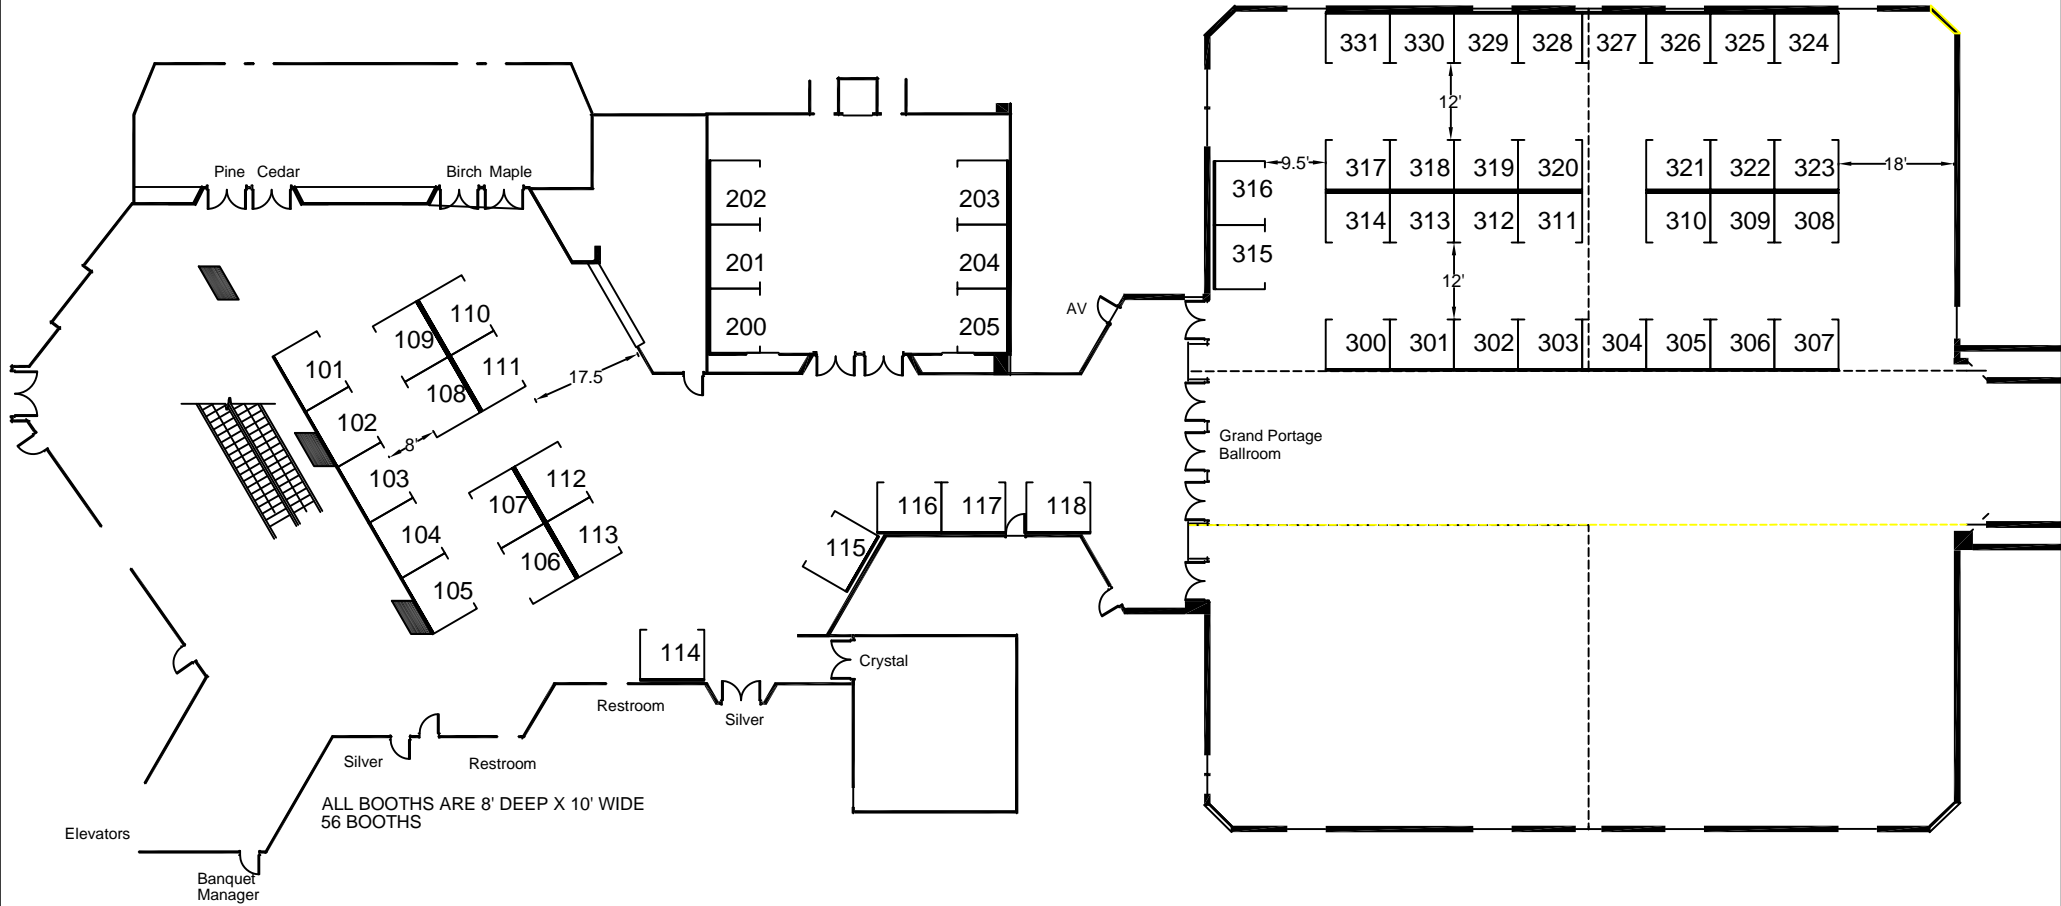 331 330 329 328 327 326 325 324
12'
Pine Cedar Birch Maple
9.5' 317 318 319 320 321 322 323 18'
202 203 316
314 313 312 311 310 309 308
201 204 315
12'
110
AV
109 200 205
300 301 302 303 304 305 306 307
101 111
17.5
108
102
8'
Grand Portage
Ballroom
103 112
107 116 117 118
104 113
115
106
105
114
Crystal
Restroom
Silver
Silver Restroom
ALL BOOTHS ARE 8' DEEP X 10' WIDE
56 BOOTHS
Elevators
Banquet
Manager